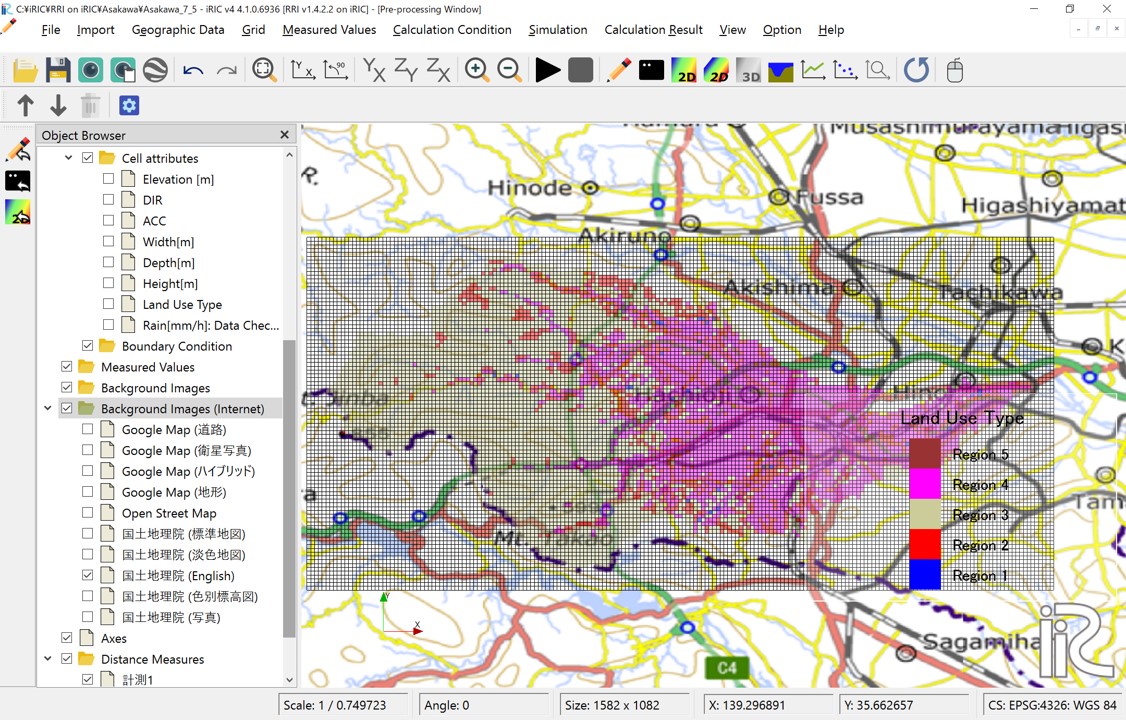 C:¥iRIC¥RRI on iRIC¥Asakawa¥Asakawa_7_5 - iRIC v4 4.1.0.6936 [RRI v1.4.2.2 on iRIC] - [Pre-processing Window]
File Import Geographic Data Grid Measured Values Calculation Condition Simulation Calculation Result View Option Help
Object Browser
Cell attributes
Elevation [m]
DIR
ACC
Width[m]
Depth[m]
Height[m]
Land Use Type
Rain[mm/h]: Data Chec...
Boundary Condition
Measured Values
Background Images
Background Images (Internet)
Google Map (道路)
Google Map (衛星写真)
Google Map (ハイブリッド)
Google Map (地形)
Open Street Map
国土地理院 (標準地図)
国土地理院 (淡色地図)
国土地理院 (English)
国土地理院 (色別標高図)
国土地理院 (写真)
Axes
Distance Measures
計測1
Musashimurayama
Higas
Hinode
Fussa
Higashiyamat
Akiruno
Akishima
Tachikawa
K
Hachioji
Hino
Land Use Type
Region 5
Region 4
Region 3
Region 2
Region 1
Tam
Mt. Takao
Sagamiha
C4
Y
X
iRIC
Scale: 1 / 0.749723 Angle: 0 Size: 1582 x 1082 X: 139.296891 Y: 35.662657 CS: EPSG:4326: WGS 84